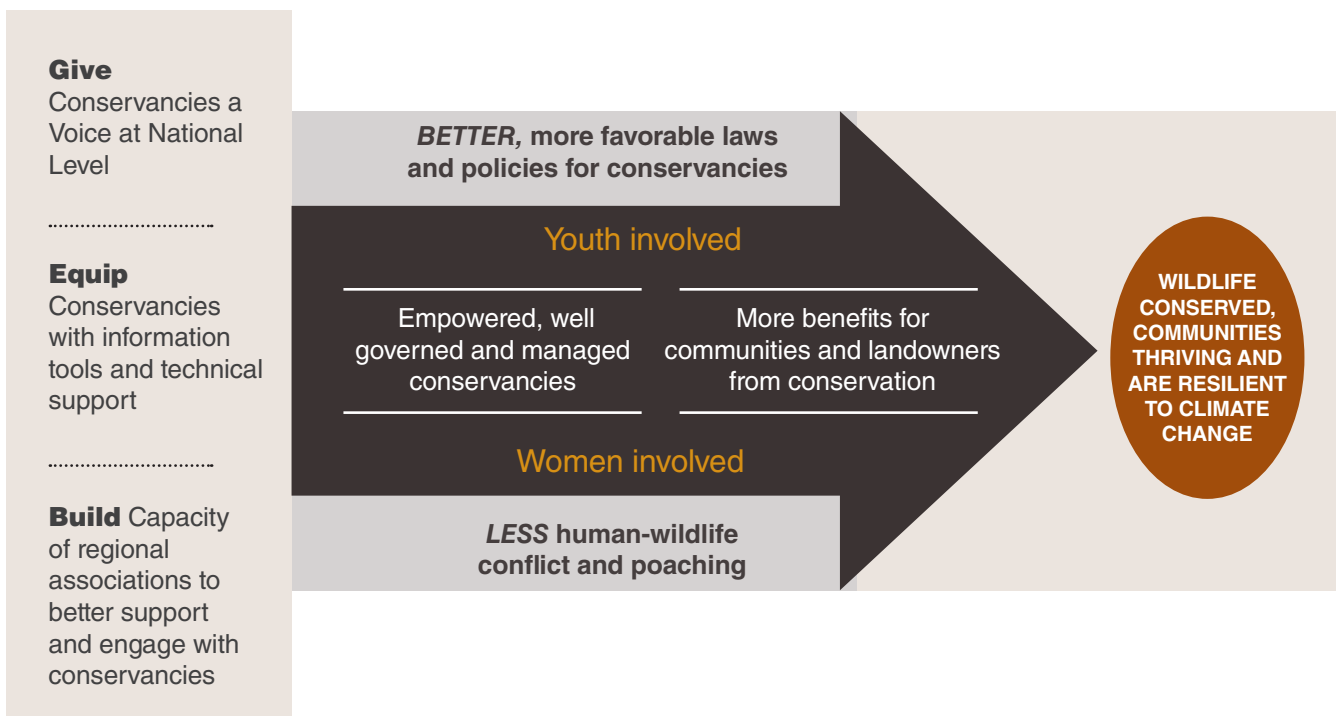 Give
Conservancies a
Voice at National
Level
Equip
Conservancies
with information
tools and technical
support
Build Capacity
of regional
associations to
better support
and engage with
conservancies
BETTER, more favorable laws
and policies for conservancies
Youth involved
Empowered, well
governed and managed
conservancies
More benefits for
communities and landowners
from conservation
Women involved
LESS human-wildlife
conflict and poaching
WILDLIFE
CONSERVED,
COMMUNITIES
THRIVING AND
ARE RESILIENT
TO CLIMATE
CHANGE